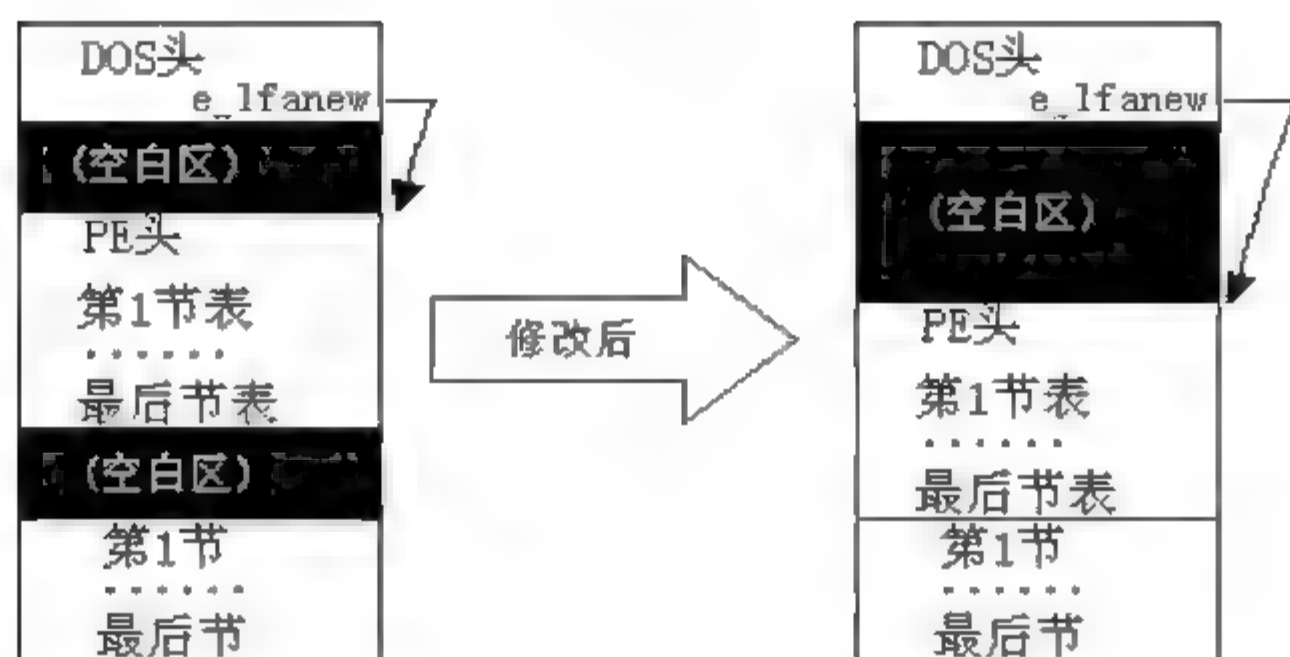 DOS头
e_lfanew
(空白区)
PE头
第1节表
......
最后节表
(空白区)
第1节
......
最后节
修改后
DOS头
e_lfanew
(空白区)
PE头
第1节表
......
最后节表
第1节
......
最后节